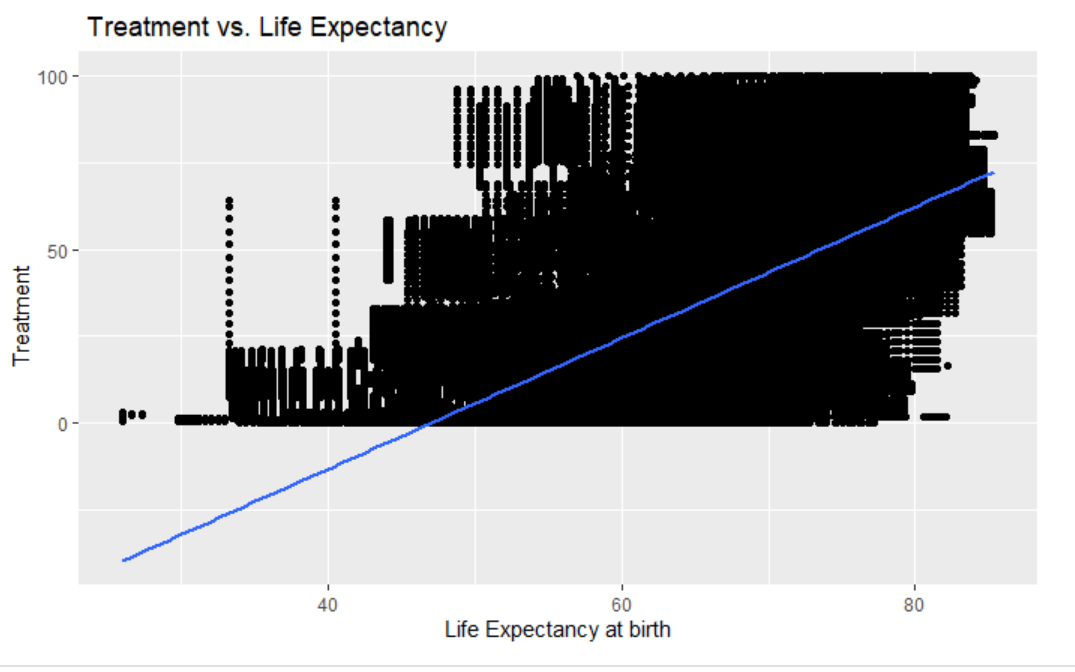 Treatment vs. Life Expectancy
100
50
0
Treatment
40 60 80
Life Expectancy at birth